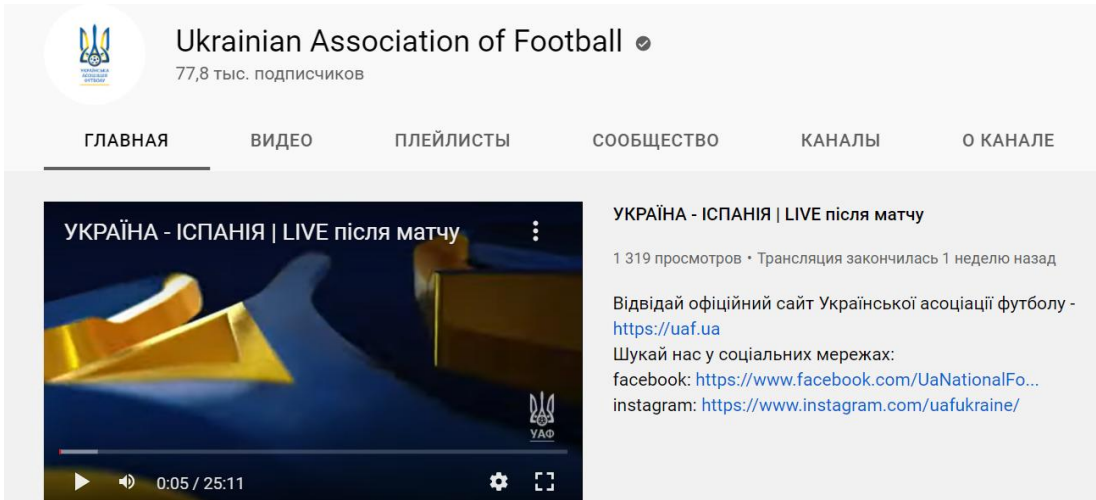 Ukrainian Association of Football
УКРАЇНСЬКА
АСОЦІАЦІЯ
ФУТБОЛУ
77,8 тыс. подписчиков
ГЛАВНАЯ ВИДЕО ПЛЕЙЛИСТЫ СООБЩЕСТВО КАНАЛЫ О КАНАЛЕ
УКРАЇНА - ІСПАНІЯ | LIVE після матчу
УАФ
0:05 / 25:11
УКРАЇНА - ІСПАНІЯ | LIVE після матчу
1 319 просмотров • Трансляция закончилась 1 неделю назад
Відвідай офіційний сайт Української асоціації футболу -
https://uaf.ua
Шукай нас у соціальних мережах:
facebook: https://www.facebook.com/UaNationalFo...
instagram: https://www.instagram.com/uafukraine/